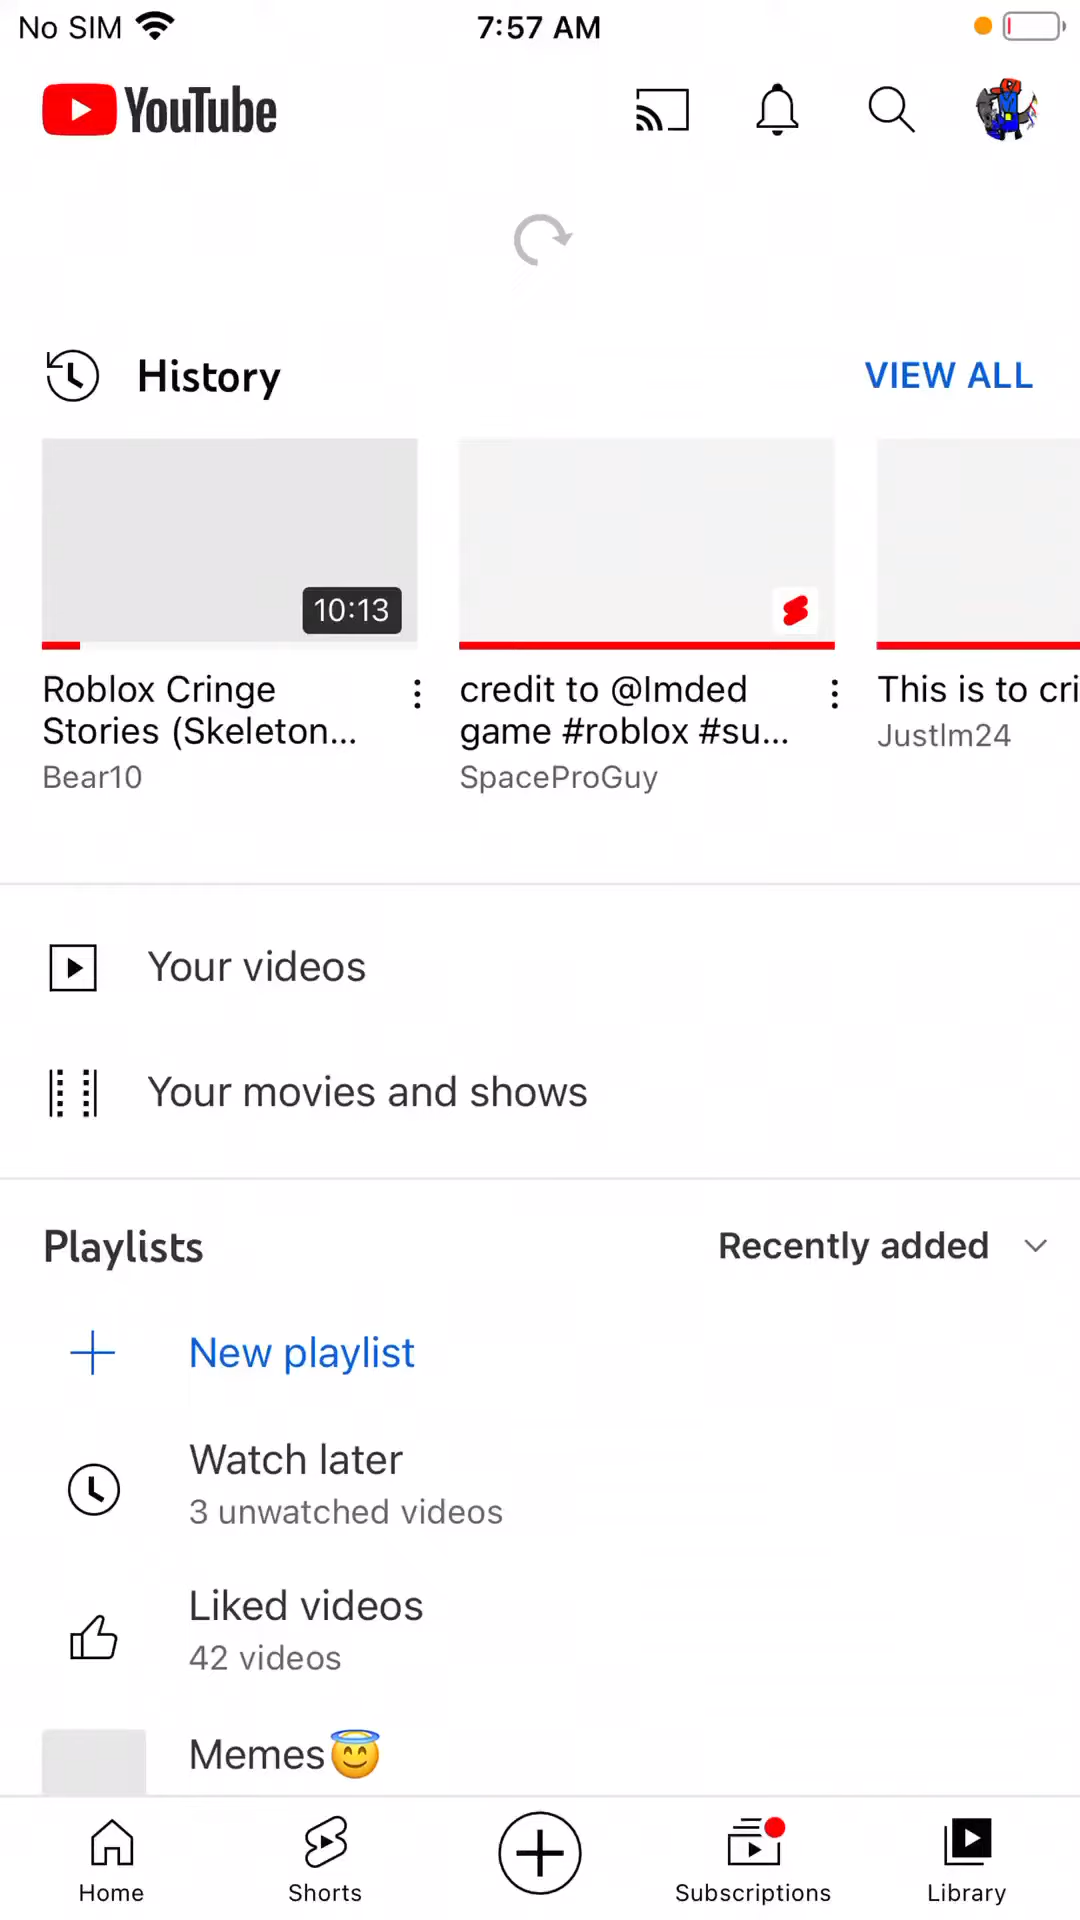 No SIM 7:57 AM
YouTube
History VIEW ALL
10:13
Roblox Cringe
Stories (Skeleton...
Bear10
credit to @Imded
game #roblox #su...
SpaceProGuy
This is to cri
JustIm24
Your videos
Your movies and shows
Playlists Recently added
New playlist
Watch later
3 unwatched videos
Liked videos
42 videos
Memes😇
Home Shorts Subscriptions Library